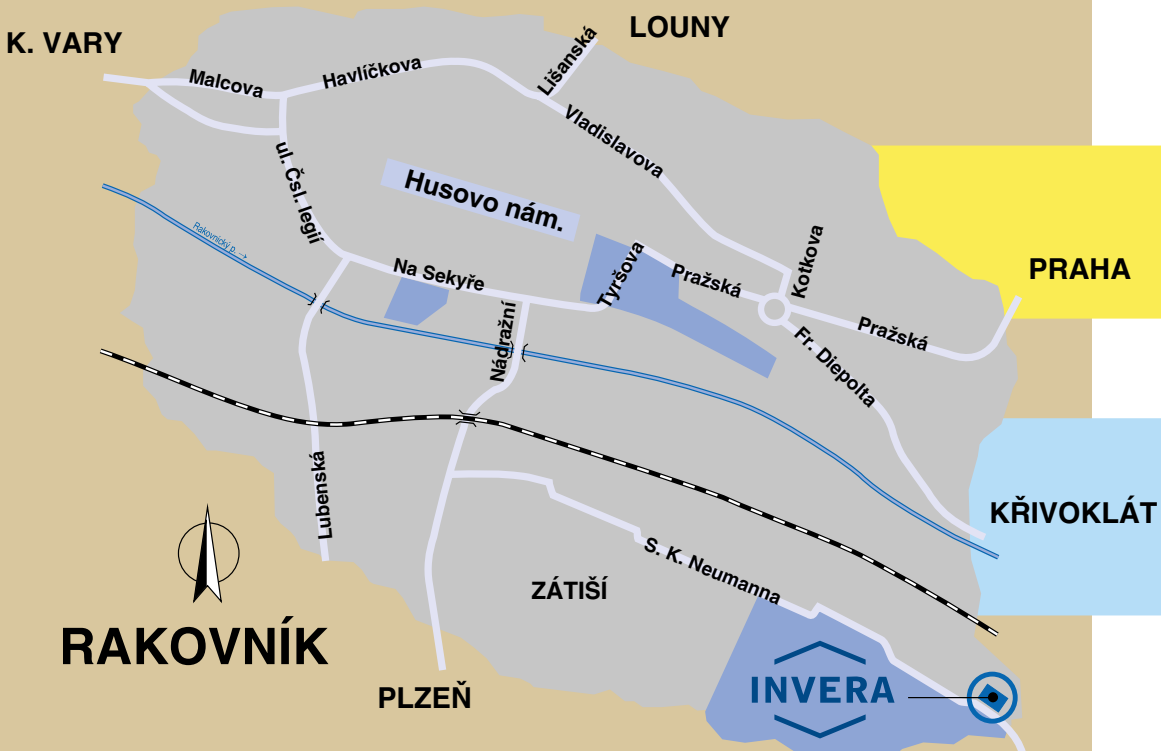 LOUNY
K. VARY
Lišanská
Malcova
Havlíčkova
Vladislavova
ul. Čsl. legií
Husovo nám.
Rakovnický p. →
Kotkova
PRAHA
Na Sekyře
Tyršova
Pražská
Pražská
Nádražní
Fr. Diepolta
Lubenská
KŘIVOKLÁT
S. K. Neumanna
ZÁTIŠÍ
RAKOVNÍK
PLZEŇ
INVERA